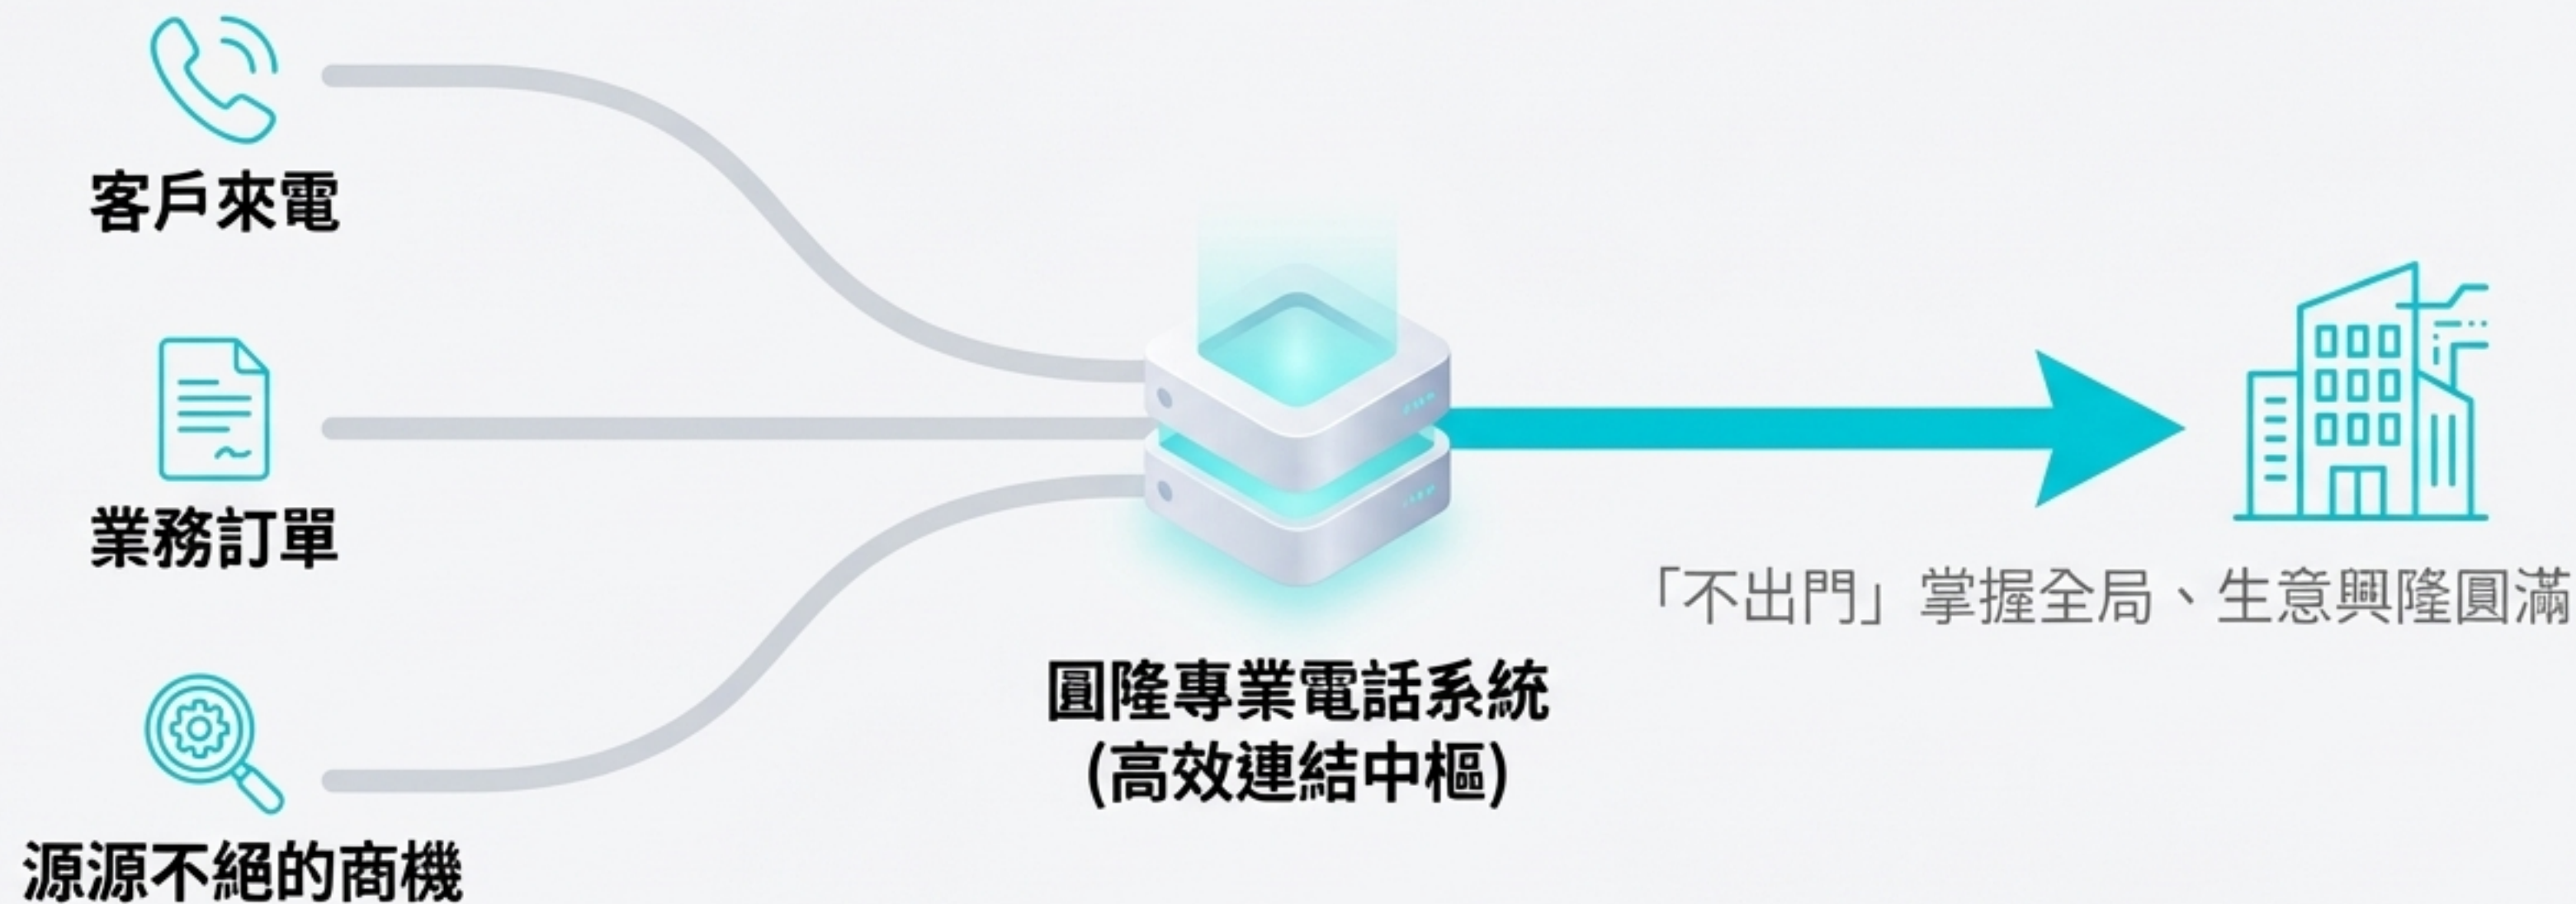 客戶來電
業務訂單
源源不絕的商機
圓隆專業電話系統
(高效連結中樞)
「不出門」掌握全局、生意興隆圓滿